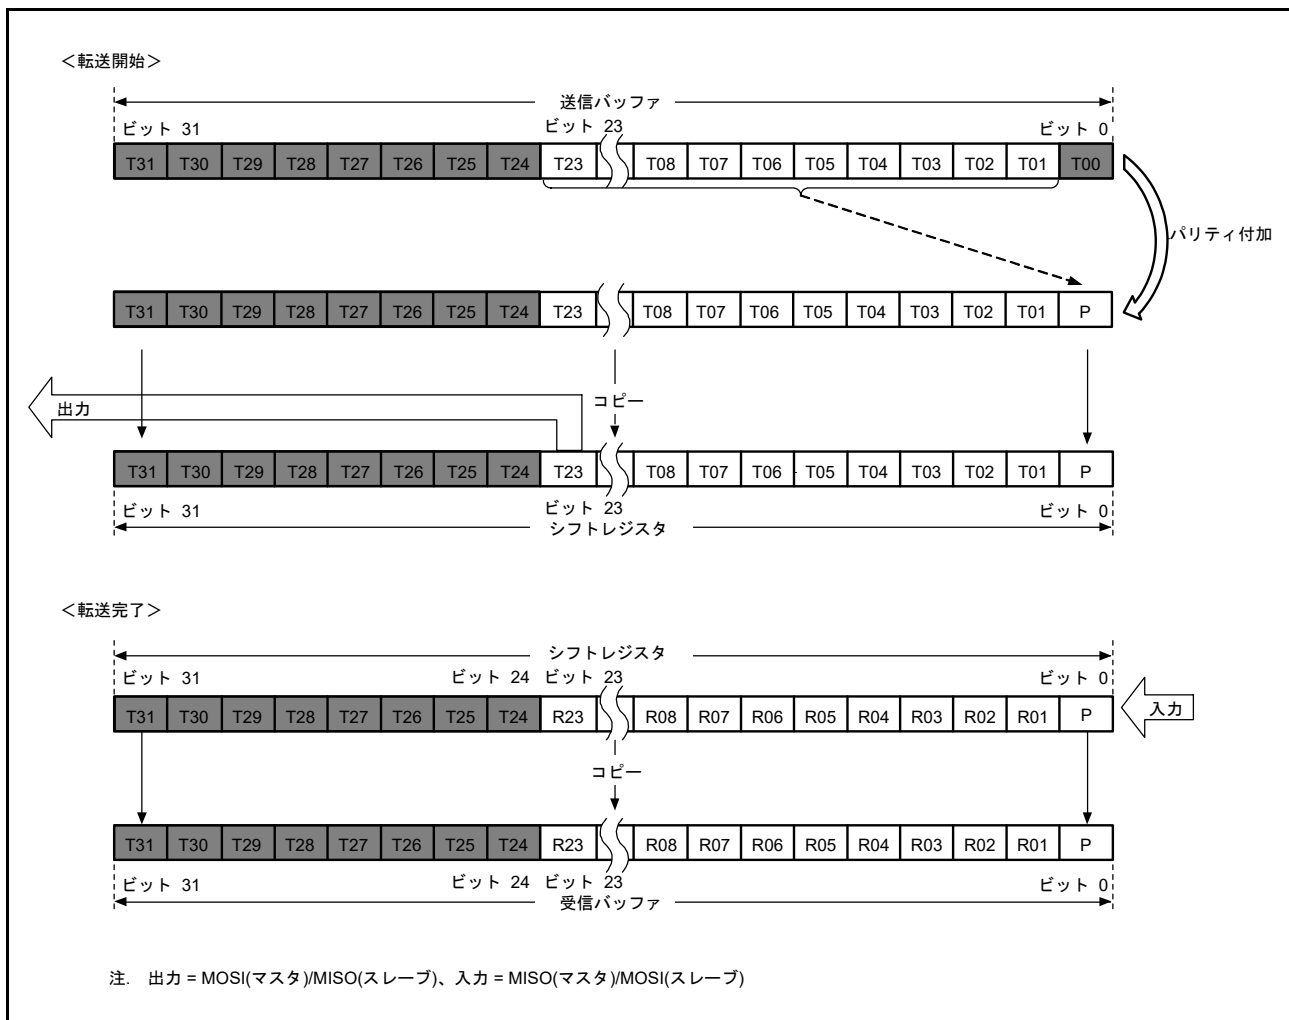 ＜転送開始＞
送信バッファ
ビット 31 ビット 23 ビット 0
T31 T30 T29 T28 T27 T26 T25 T24 T23 T08 T07 T06 T05 T04 T03 T02 T01 T00
パリティ付加
T31 T30 T29 T28 T27 T26 T25 T24 T23 T08 T07 T06 T05 T04 T03 T02 T01 P
コピー
出力
T31 T30 T29 T28 T27 T26 T25 T24 T23 T08 T07 T06 T05 T04 T03 T02 T01 P
ビット 31 ビット 23 ビット 0
シフトレジスタ
＜転送完了＞
シフトレジスタ
ビット 31 ビット 24 ビット 23 ビット 0
T31 T30 T29 T28 T27 T26 T25 T24 R23 R08 R07 R06 R05 R04 R03 R02 R01 P
入力
コピー
T31 T30 T29 T28 T27 T26 T25 T24 R23 R08 R07 R06 R05 R04 R03 R02 R01 P
ビット 31 ビット 24 ビット 23 ビット 0
受信バッファ
注. 出力 = MOSI(マスタ)/MISO(スレーブ)、入力 = MISO(マスタ)/MOSI(スレーブ)